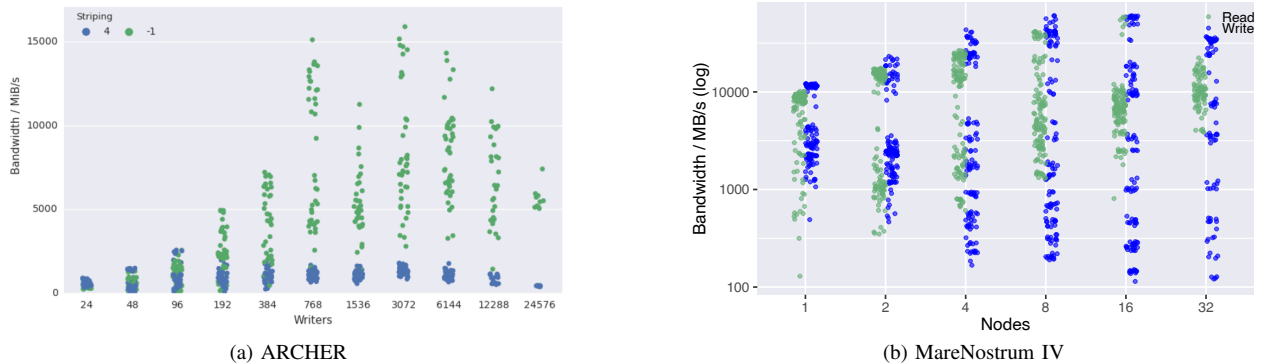 Striping
4 -1
15000
10000
5000
0
Bandwidth / MiB/s
24 48 96 192 384 768 1536 3072 6144 12288 24576
Writers
(a) ARCHER
Read
Write
10000
1000
100
Bandwidth / MB/s (log)
1 2 4 8 16 32
Nodes
(b) MareNostrum IV